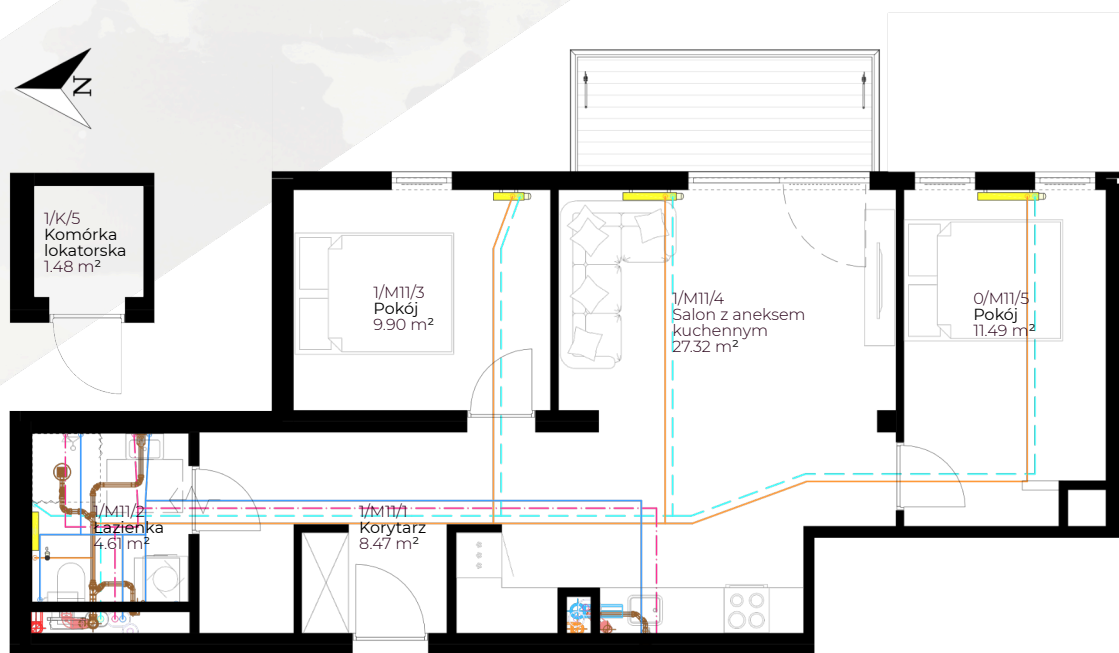 N
1/K/5
Komórka
lokatorska
1.48 m²
1/M11/3
Pokój
9.90 m²
1/M11/4
Salon z aneksem
kuchennym
27.32 m²
0/M11/5
Pokój
11.49 m²
1/M11/2
Łazienka
4.61 m²
1/M11/1
Korytarz
8.47 m²